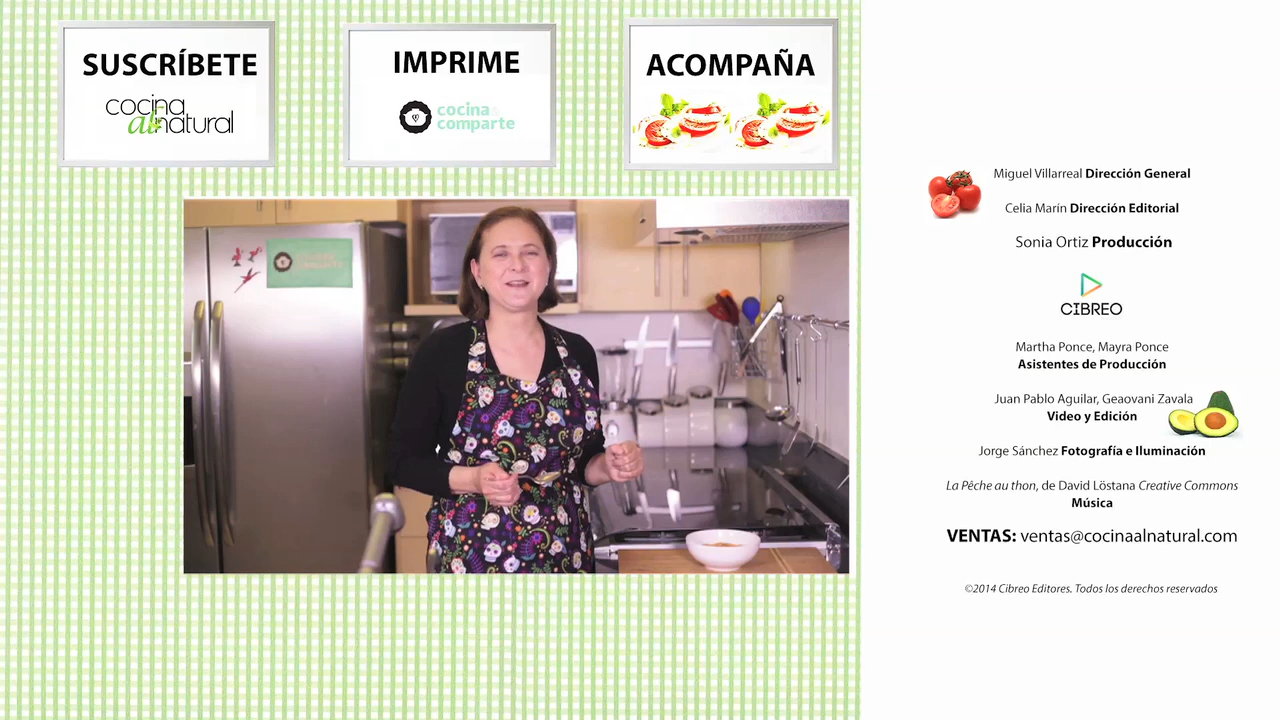 SUSCRÍBETE
cocina
al natural
IMPRIME
cocina&
comparte
ACOMPAÑA
Miguel Villarreal Dirección General
Celia Marín Dirección Editorial
Sonia Ortiz Producción
CIBREO
Martha Ponce, Mayra Ponce
Asistentes de Producción
Juan Pablo Aguilar, Geaovani Zavala
Video y Edición
Jorge Sánchez Fotografía e Iluminación
La Pêche au thon, de David Löstana Creative Commons
Música
VENTAS: ventas@cocinaalnatural.com
©2014 Cibreo Editores. Todos los derechos reservados